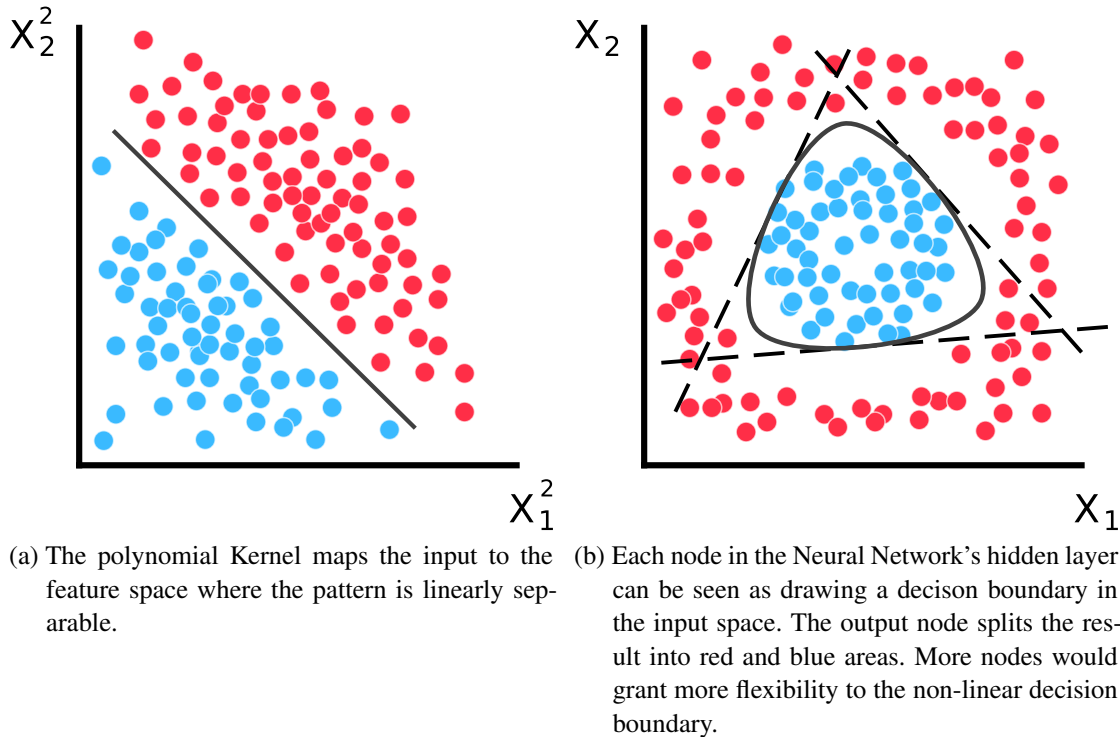 X₂²
X₁²
X₂
X₁
(a) The polynomial Kernel maps the input to the
feature space where the pattern is linearly sep-
arable.
(b) Each node in the Neural Network's hidden layer
can be seen as drawing a decison boundary in
the input space. The output node splits the res-
ult into red and blue areas. More nodes would
grant more flexibility to the non-linear decision
boundary.